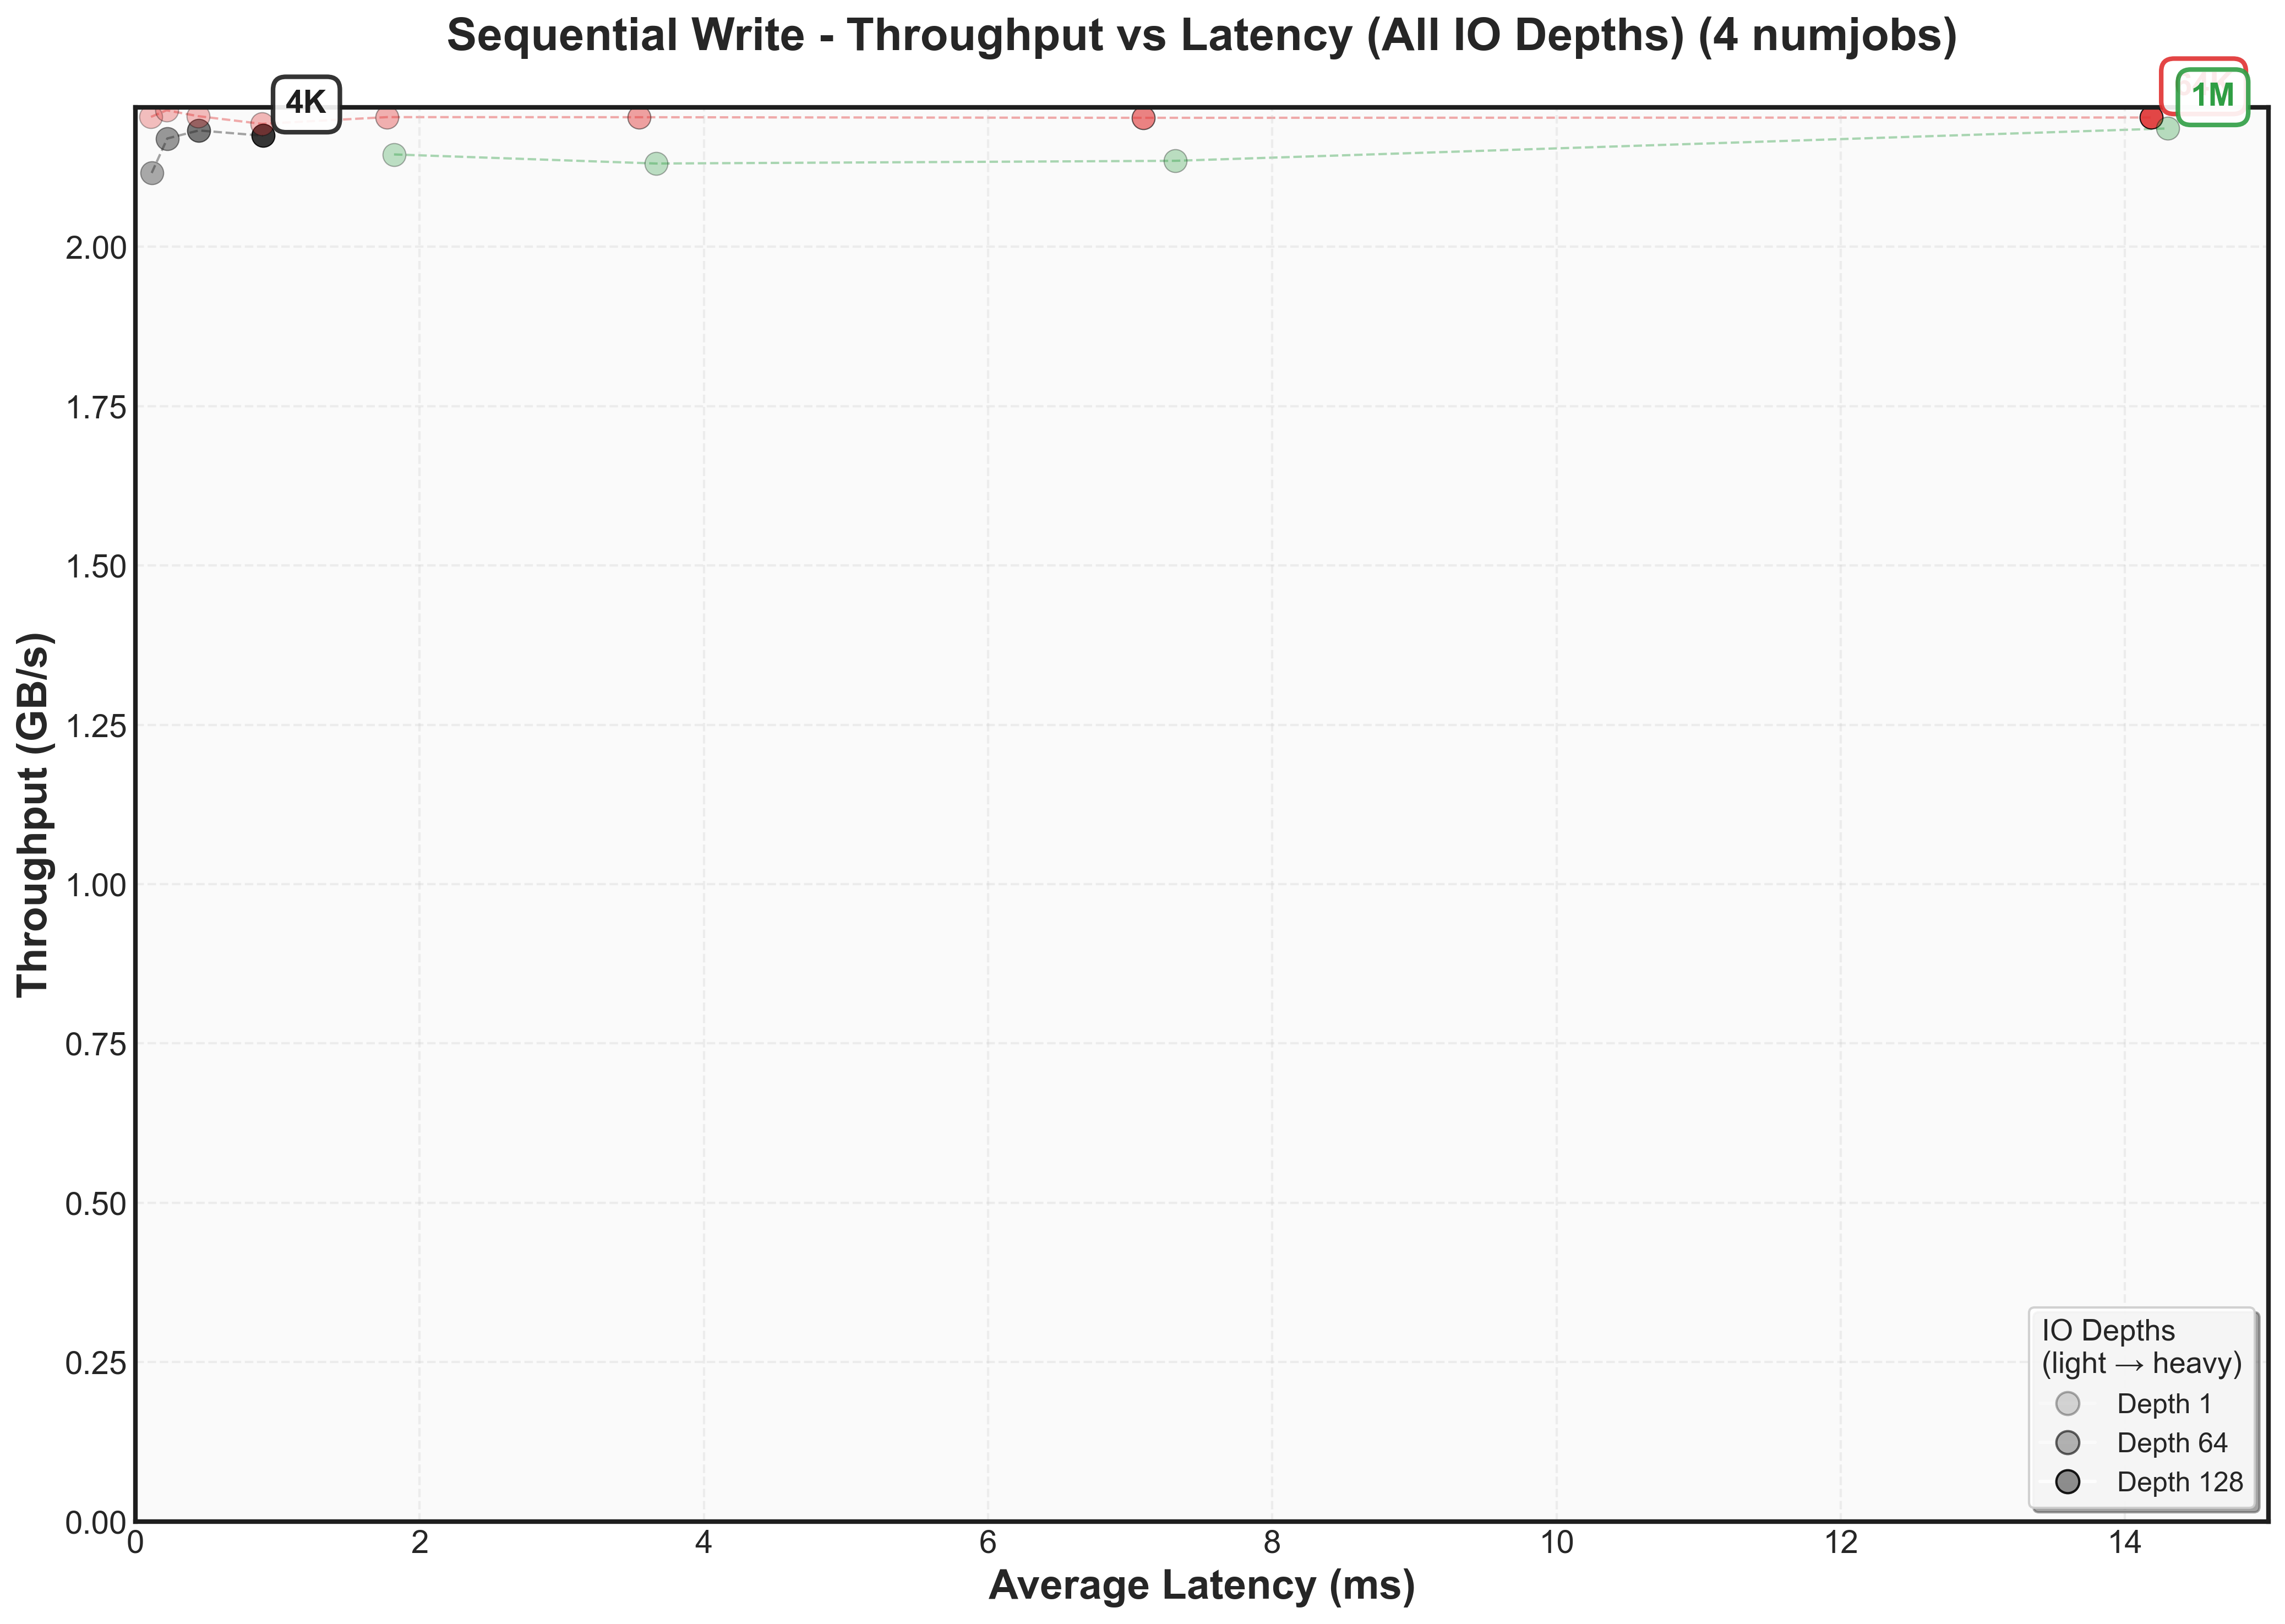 Sequential Write - Throughput vs Latency (All IO Depths) (4 numjobs)
4K
1M
2.00
1.75
1.50
1.25
1.00
0.75
0.50
0.25
0.00
Throughput (GB/s)
0 2 4 6 8 10 12 14
Average Latency (ms)
IO Depths
(light → heavy)
Depth 1
Depth 64
Depth 128